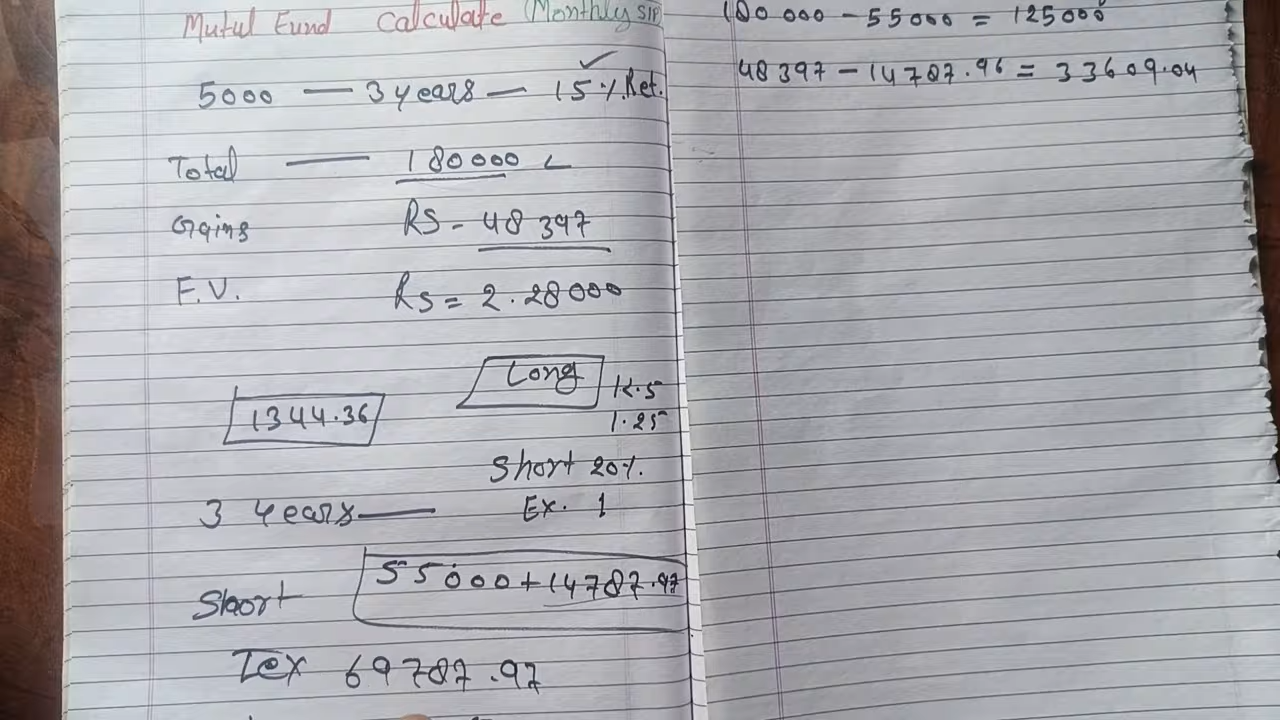 Mutul Fund Calculate (Monthly SIP
5000 — 3 years — 15%. Ret.
Total — 180000
Gains RS - 48397
F.V. Rs = 2.28000
Long
1344.36
1.25
Short 20%.
3 years — Ex. 1
Short 55000+14787.97
Tex 69787.97
180000 - 55000 = 125000
48397 - 14787.96 = 33609.04